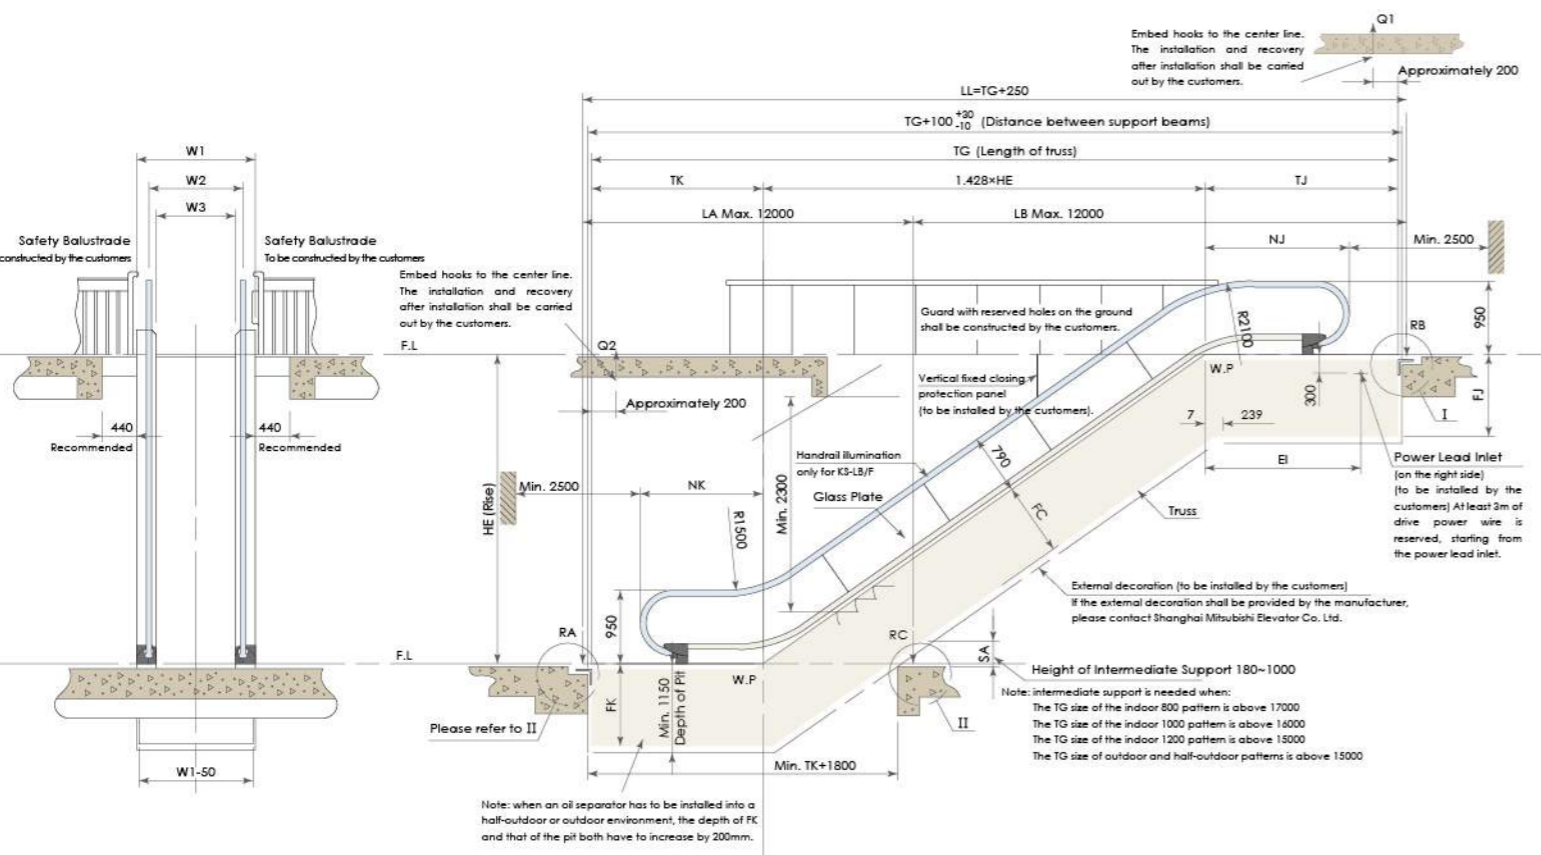 Q1
Embed hooks to the center line.
The installation and recovery
after installation shall be carried
out by the customers.
Approximately 200
LL=TG+250
TG+100 +30 -10 (Distance between support beams)
TG (Length of truss)
W1
W2
W3
TK
1.428×HE
TJ
LA Max. 12000
LB Max. 12000
NJ
Min. 2500
Safety Balustrade
constructed by the customers
Safety Balustrade
To be constructed by the customers
Embed hooks to the center line.
The installation and recovery
after installation shall be carried
out by the customers.
Guard with reserved holes on the ground
shall be constructed by the customers.
R2100
950
RB
F.L
Q2
W.P
Vertical fixed closing
protection panel
(to be installed by the customers).
300
FJ
I
Approximately 200
7
239
440
Recommended
440
Recommended
Handrail illumination
only for KS-LB/F
790
EI
Power Lead Inlet
(on the right side)
(to be installed by the
customers) At least 3m of
drive power wire is
reserved, starting from
the power lead inlet.
HE (Rise)
Min. 2500
NK
Min. 2300
Glass Plate
R1500
FC
Truss
External decoration (to be installed by the customers)
If the external decoration shall be provided by the manufacturer,
please contact Shanghai Mitsubishi Elevator Co. Ltd.
950
RA
RC
SA
F.L
Height of Intermediate Support 180~1000
W.P
FK
Min. 1150
Depth of Pit
Note: intermediate support is needed when:
The TG size of the indoor 800 pattern is above 17000
The TG size of the indoor 1000 pattern is above 16000
The TG size of the indoor 1200 pattern is above 15000
The TG size of outdoor and half-outdoor patterns is above 15000
Please refer to II
II
W1-50
Min. TK+1800
Note: when an oil separator has to be installed into a
half-outdoor or outdoor environment, the depth of FK
and that of the pit both have to increase by 200mm.